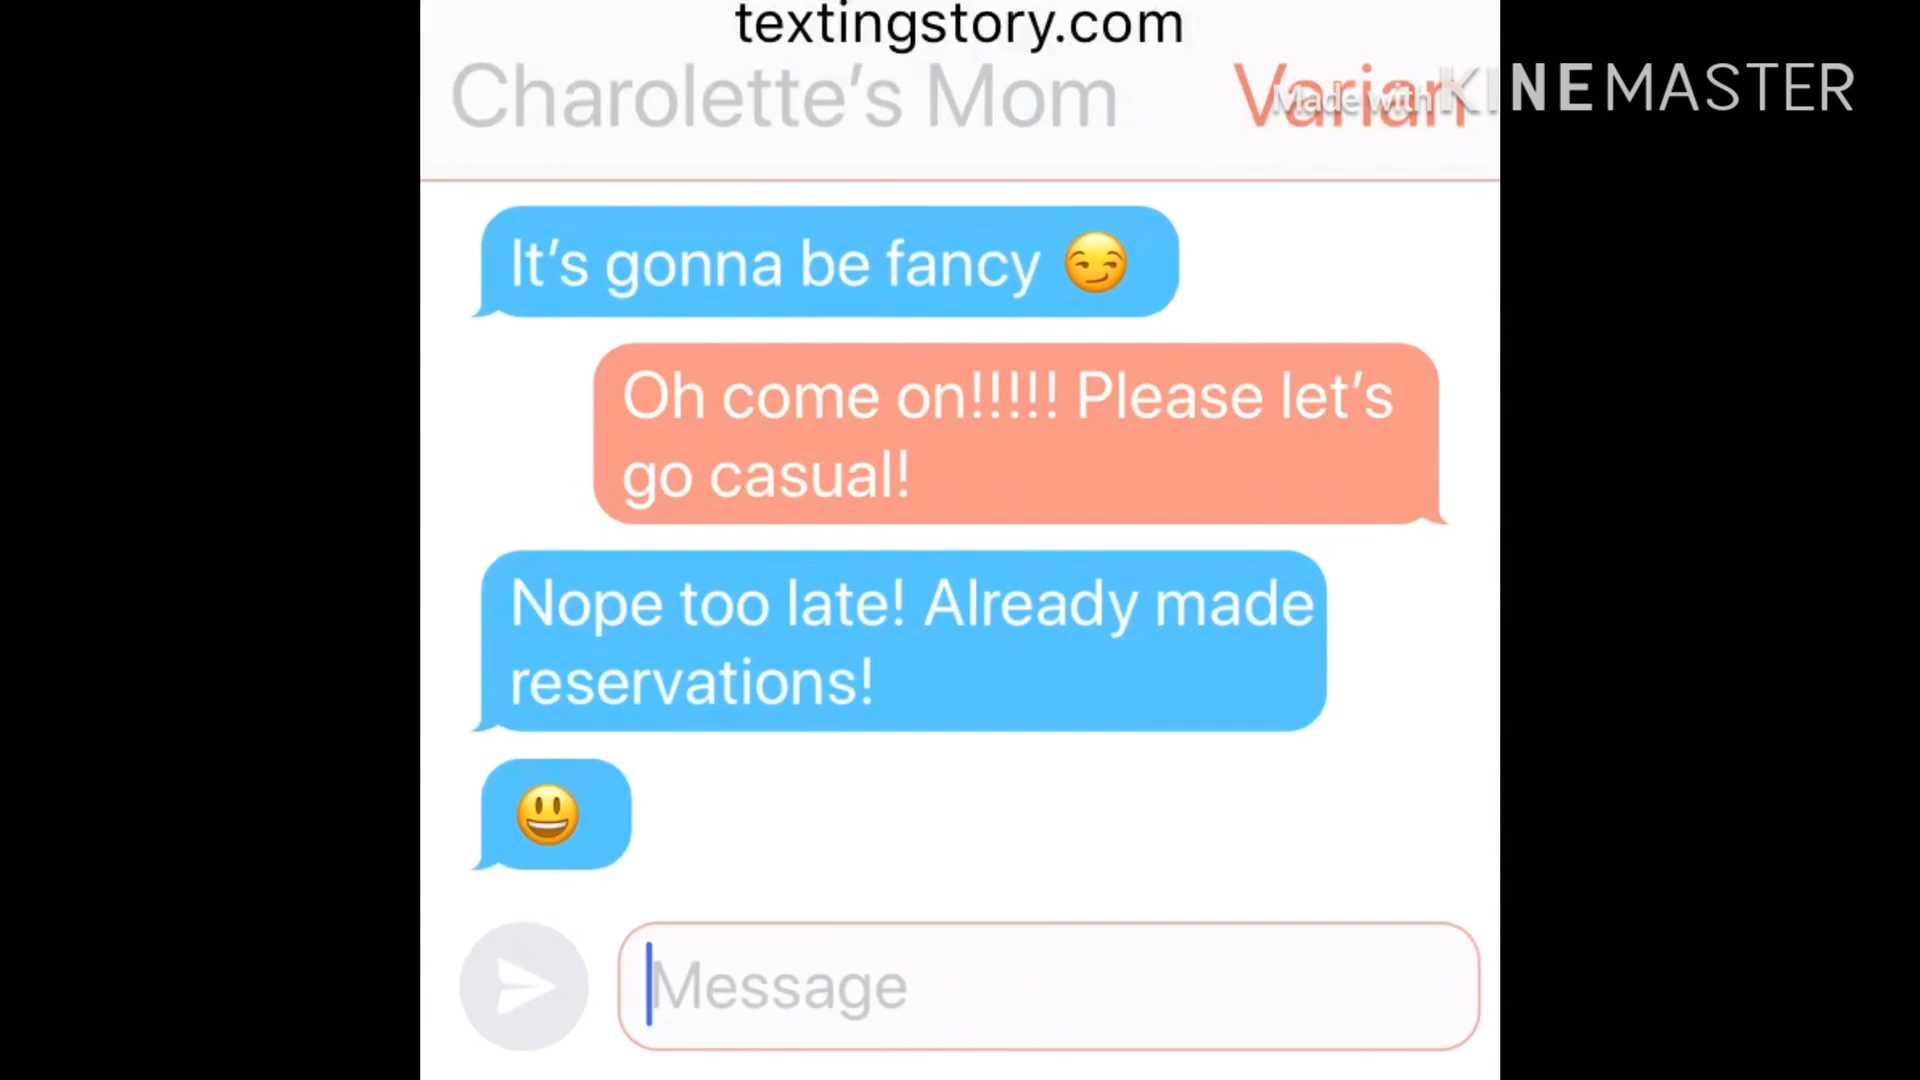 textingstory.com
Charolette's Mom
Varian
Made with KINEMASTER
It's gonna be fancy 😏
Oh come on!!!!! Please let's
go casual!
Nope too late! Already made
reservations!
😃
Message